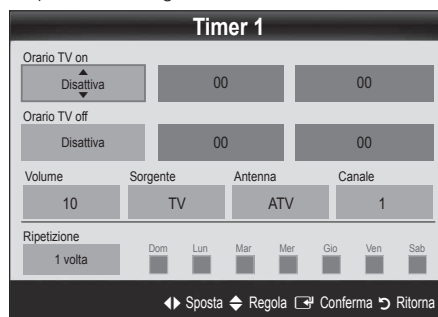 Timer 1
Orario TV on
Disattiva 00 00
Orario TV off
Disattiva 00 00
Volume Sorgente Antenna Canale
10 TV ATV 1
Ripetizione
1 volta Dom Lun Mar Mer Gio Ven Sab
Sposta Regola Conferma Ritorna